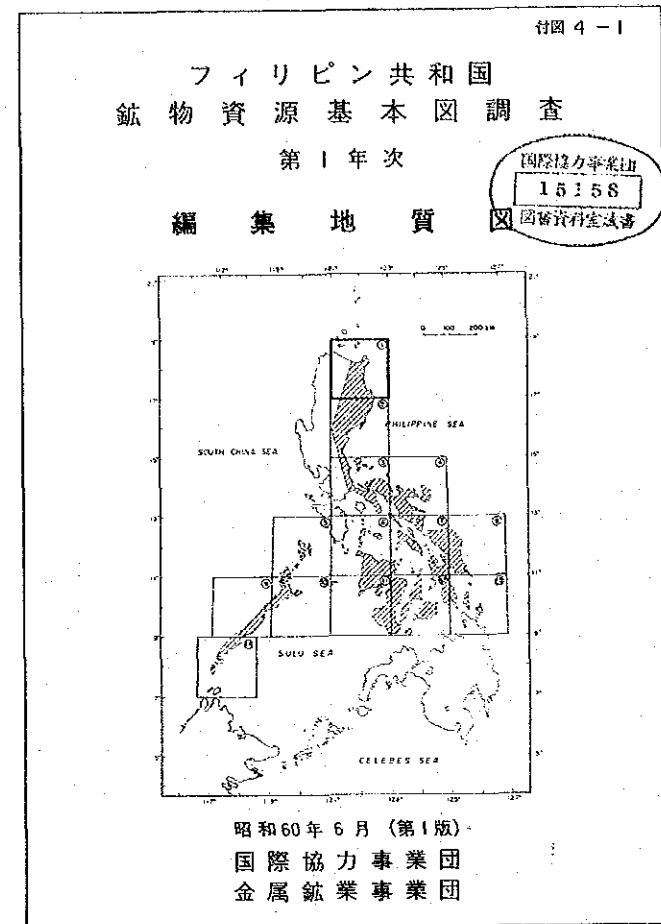 付図 4-1
フィリピン共和国
鉱物資源基本図調査
第1年次
国際協力事業団
15158
図書資料室蔵書
編集地質図
0 100 200 KM
PHILIPPINE SEA
SOUTH CHINA SEA
SULU SEA
CELEBES SEA
昭和60年6月 (第1版)
国際協力事業団
金属鉱業事業団